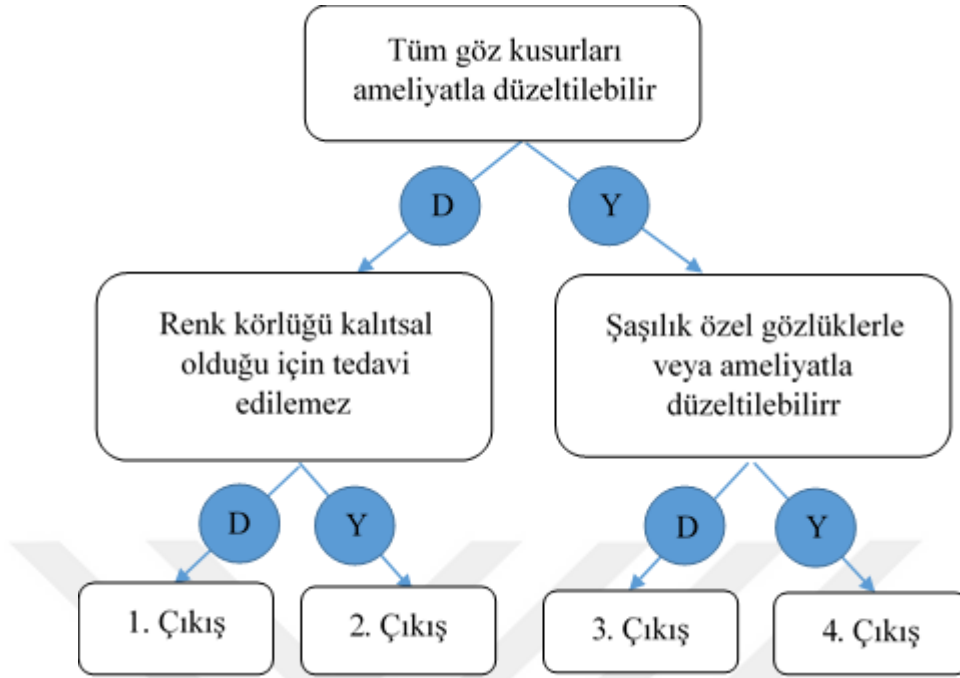 Tüm göz kusurları
ameliyatla düzeltilebilir
D
Y
Renk körlüğü kalıtsal
olduğu için tedavi
edilemez
Şaşılık özel gözlüklerle
veya ameliyatla
düzeltilebilirr
D
Y
D
Y
1. Çıkış
2. Çıkış
3. Çıkış
4. Çıkış